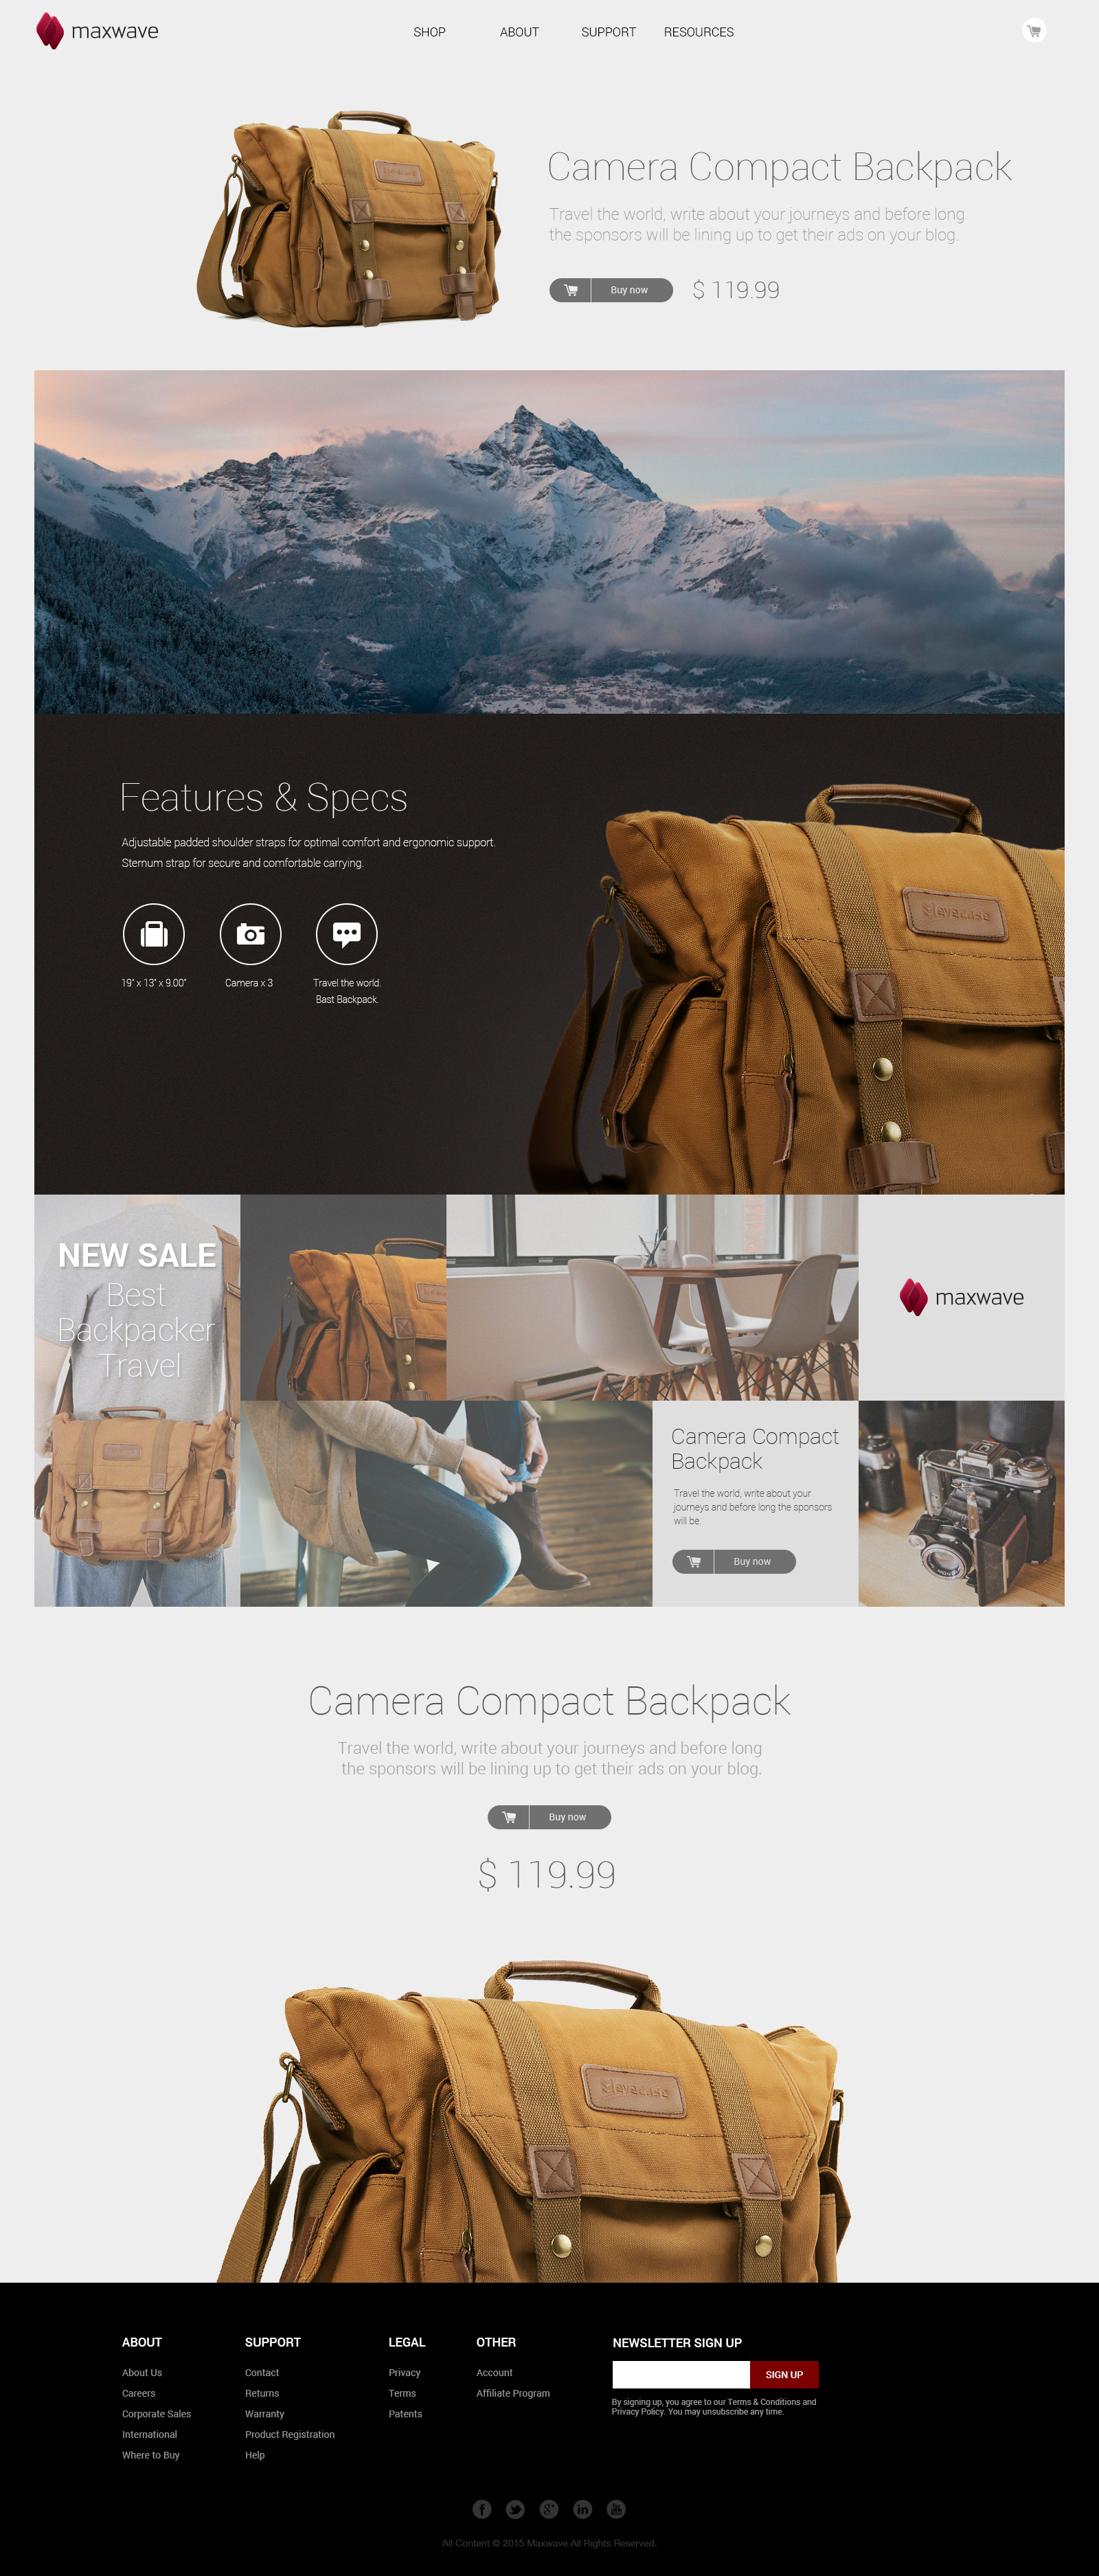 maxwave
SHOP
ABOUT
SUPPORT
RESOURCES
Camera Compact Backpack
Travel the world, write about your journeys and before long
the sponsors will be lining up to get their ads on your blog.
Buy now
$ 119.99
Features & Specs
Adjustable padded shoulder straps for optimal comfort and ergonomic support.
Sternum strap for secure and comfortable carrying.
19" x 13" x 9.00"
Camera x 3
Travel the world.
Bast Backpack.
evecase
NEW SALE
Best
Backpacker
Travel
maxwave
Camera Compact
Backpack
Travel the world, write about your
journeys and before long the sponsors
will be.
Buy now
Camera Compact Backpack
Travel the world, write about your journeys and before long
the sponsors will be lining up to get their ads on your blog.
Buy now
$ 119.99
evecase
ABOUT
About Us
Careers
Corporate Sales
International
Where to Buy
SUPPORT
Contact
Returns
Warranty
Product Registration
Help
LEGAL
Privacy
Terms
Patents
OTHER
Account
Affiliate Program
NEWSLETTER SIGN UP
SIGN UP
By signing up, you agree to our Terms & Conditions and
Privacy Policy. You may unsubscribe any time.
All Content © 2015 Maxwave All Rights Reserved.